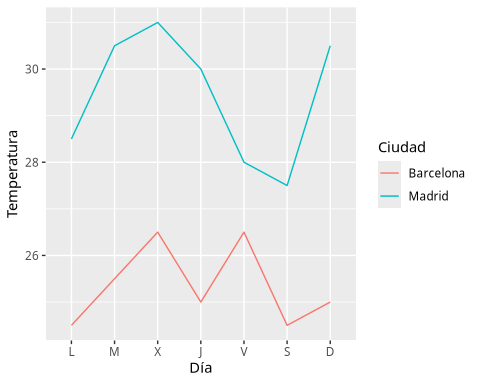 30
28
26
Temperatura
L M X J V S D
Día
Ciudad
Barcelona
Madrid